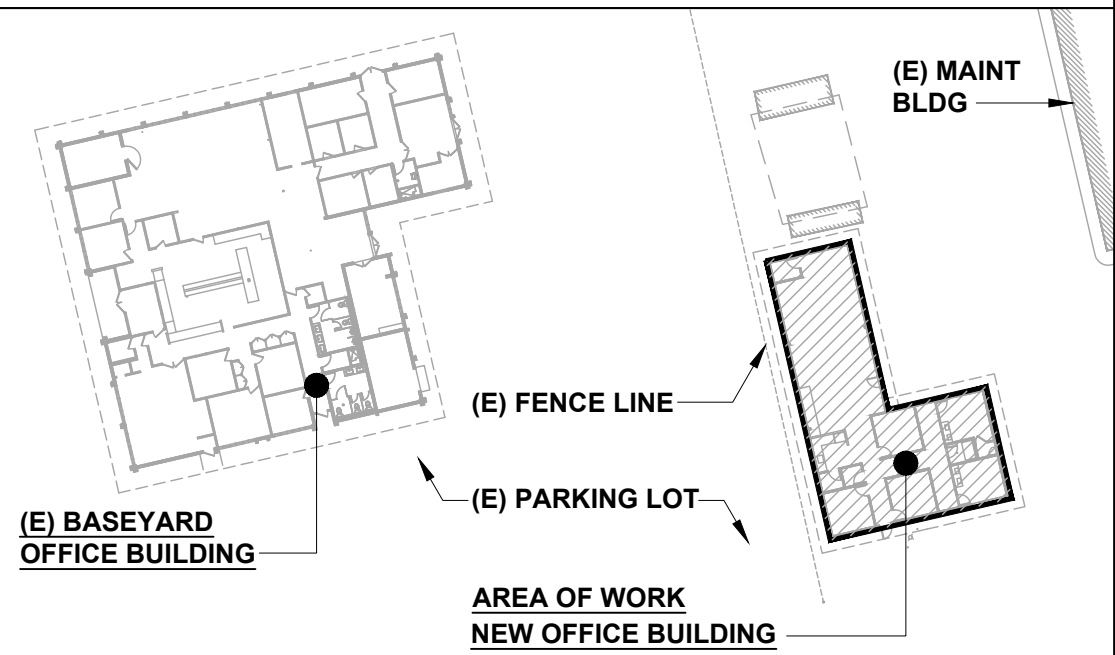 (E) MAINT
BLDG
(E) FENCE LINE
(E) PARKING LOT
(E) BASEYARD
OFFICE BUILDING
AREA OF WORK
NEW OFFICE BUILDING